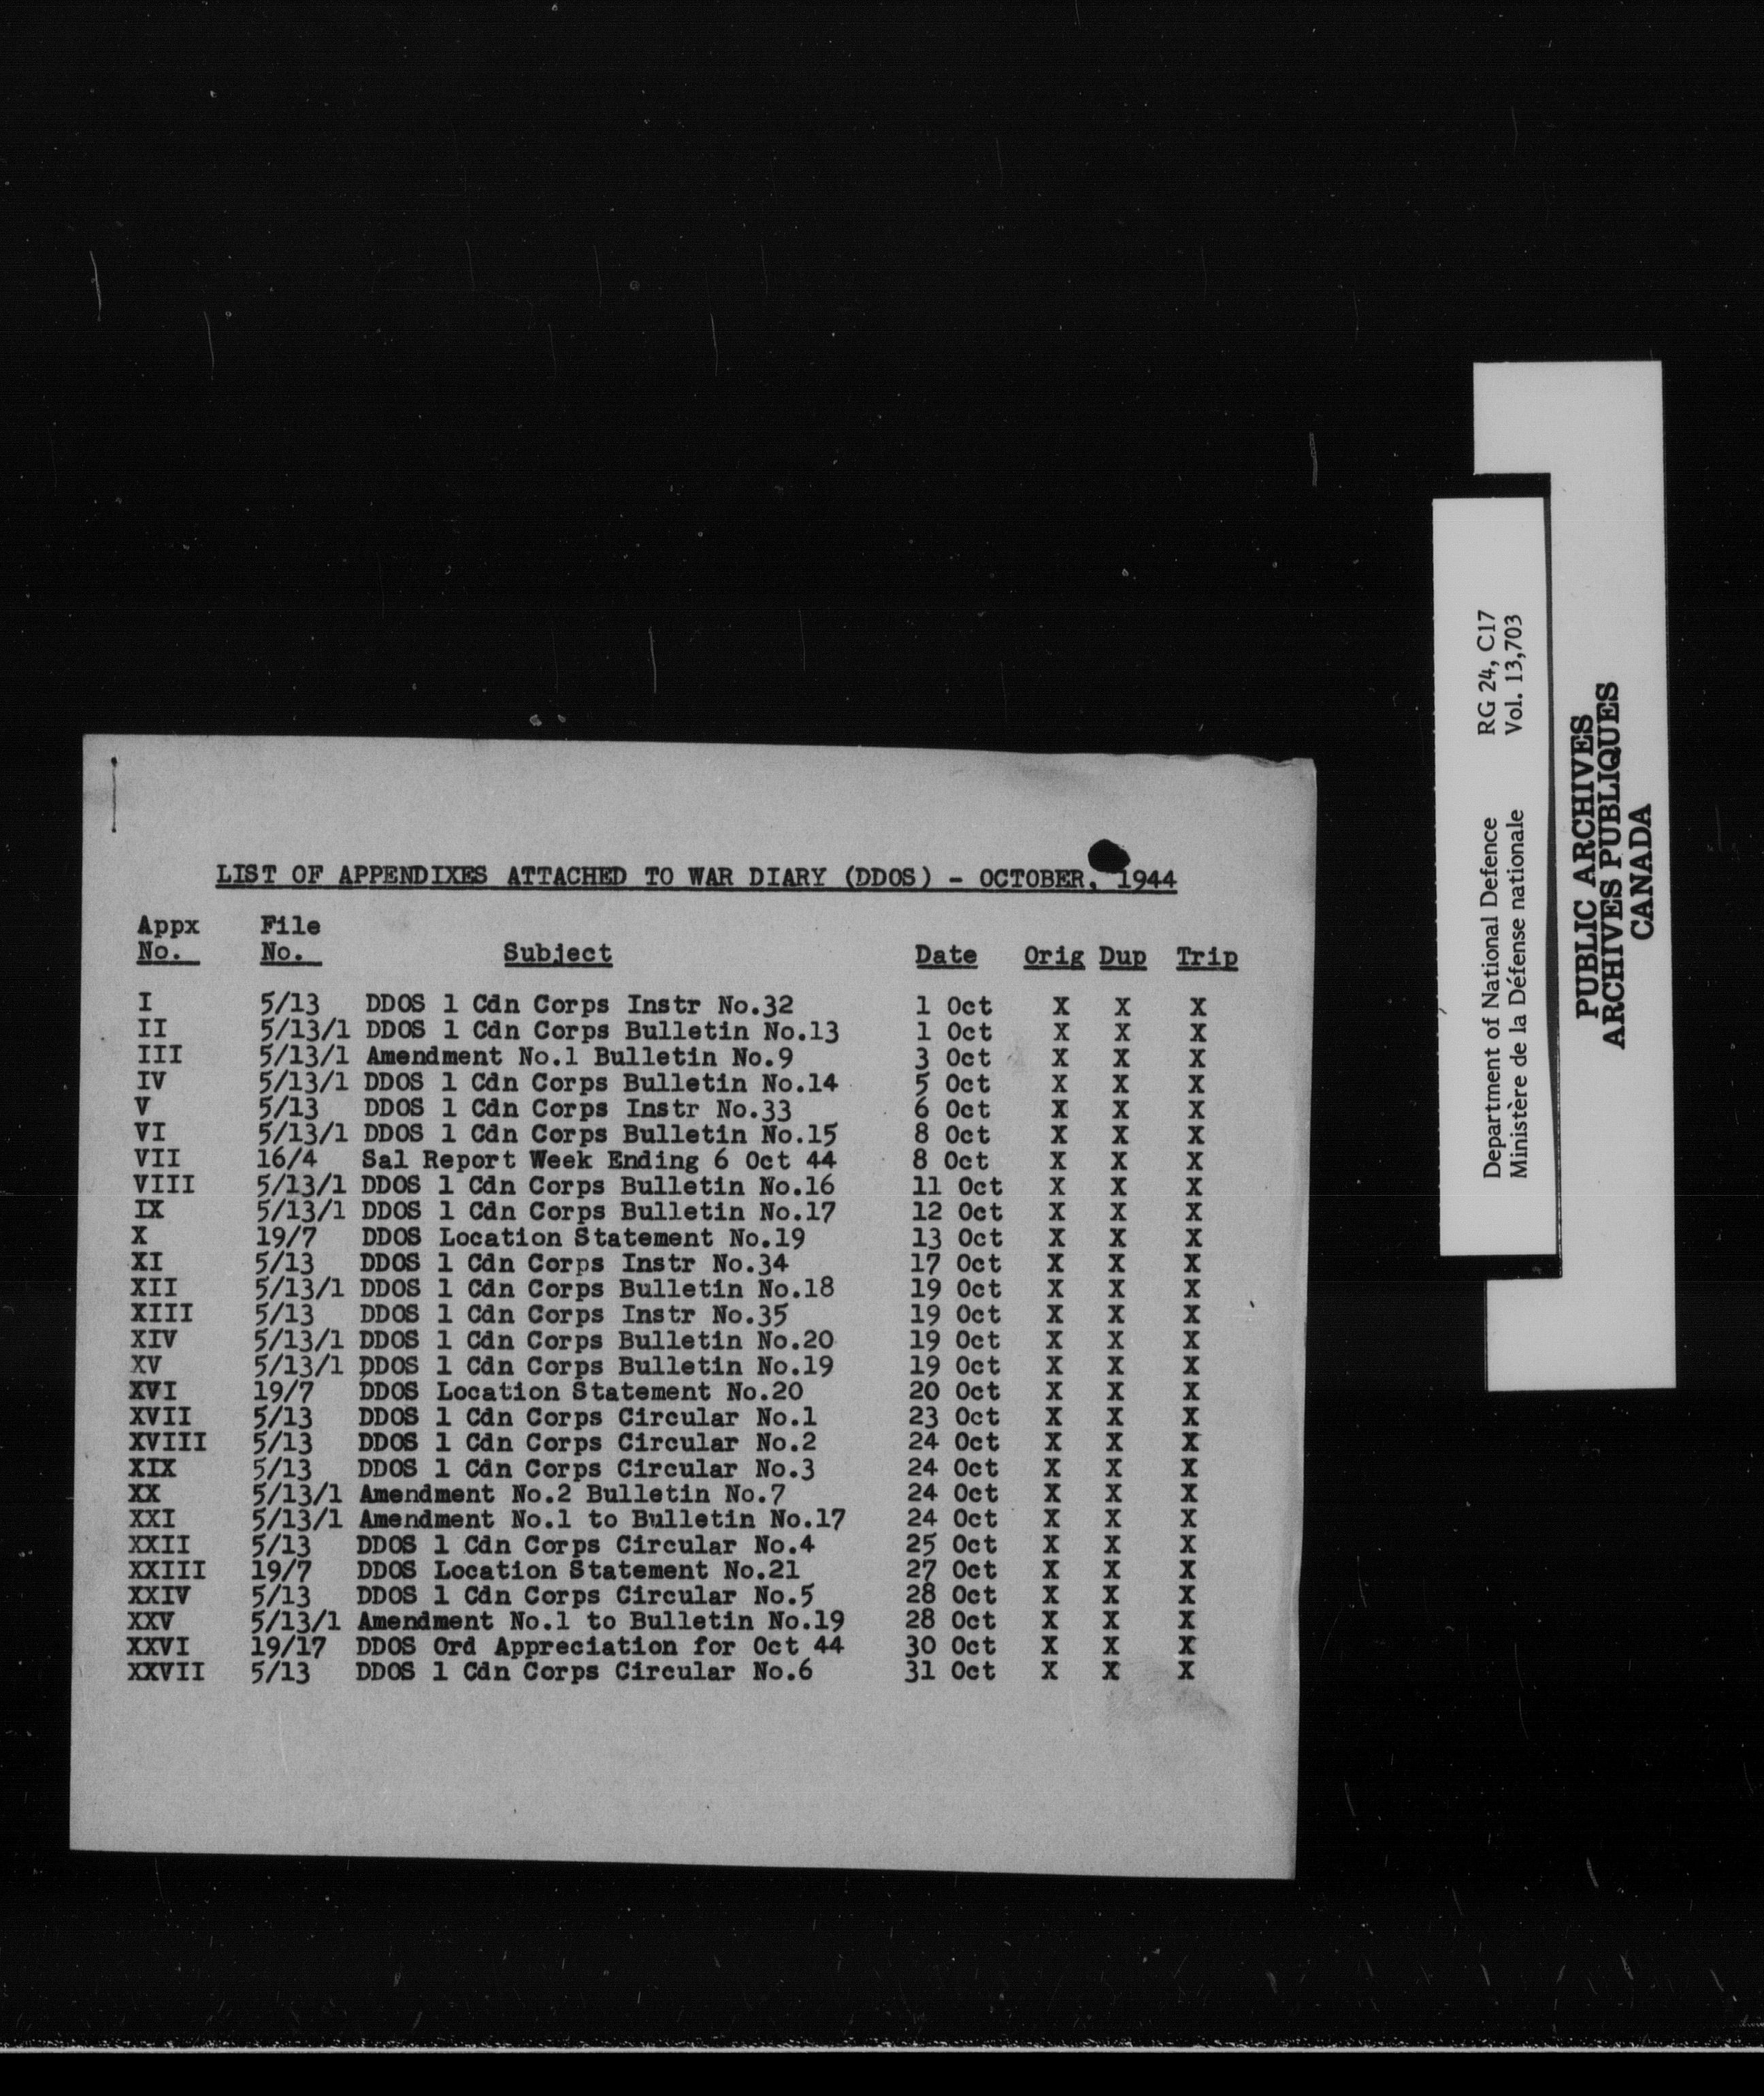 LIST OF APPENDIXES ATTACHED TO WAR DIARY (DDOS) - OCTOBER, 1944
Appx File
No. No. Subject Date Orig Dup Trip
I 5/13 DDOS 1 Cdn Corps Instr No.32 1 Oct X X X
II 5/13/1 DDOS 1 Cdn Corps Bulletin No.13 1 Oct X X X
III 5/13/1 Amendment No.1 Bulletin No.9 3 Oct X X X
IV 5/13/1 DDOS 1 Cdn Corps Bulletin No.14 5 Oct X X X
V 5/13 DDOS 1 Cdn Corps Instr No.33 6 Oct X X X
VI 5/13/1 DDOS 1 Cdn Corps Bulletin No.15 8 Oct X X X
VII 16/4 Sal Report Week Ending 6 Oct 44 8 Oct X X X
VIII 5/13/1 DDOS 1 Cdn Corps Bulletin No.16 11 Oct X X X
IX 5/13/1 DDOS 1 Cdn Corps Bulletin No.17 12 Oct X X X
X 19/7 DDOS Location Statement No.19 13 Oct X X X
XI 5/13 DDOS 1 Cdn Corps Instr No.34 17 Oct X X X
XII 5/13/1 DDOS 1 Cdn Corps Bulletin No.18 19 Oct X X X
XIII 5/13 DDOS 1 Cdn Corps Instr No.35 19 Oct X X X
XIV 5/13/1 DDOS 1 Cdn Corps Bulletin No.20 19 Oct X X X
XV 5/13/1 DDOS 1 Cdn Corps Bulletin No.19 19 Oct X X X
XVI 19/7 DDOS Location Statement No.20 20 Oct X X X
XVII 5/13 DDOS 1 Cdn Corps Circular No.1 23 Oct X X X
XVIII 5/13 DDOS 1 Cdn Corps Circular No.2 24 Oct X X X
XIX 5/13 DDOS 1 Cdn Corps Circular No.3 24 Oct X X X
XX 5/13/1 Amendment No.2 Bulletin No.7 24 Oct X X X
XXI 5/13/1 Amendment No.1 to Bulletin No.17 24 Oct X X X
XXII 5/13 DDOS 1 Cdn Corps Circular No.4 25 Oct X X X
XXIII 19/7 DDOS Location Statement No.21 27 Oct X X X
XXIV 5/13 DDOS 1 Cdn Corps Circular No.5 28 Oct X X X
XXV 5/13/1 Amendment No.1 to Bulletin No.19 28 Oct X X X
XXVI 19/17 DDOS Ord Appreciation for Oct 44 30 Oct X X X
XXVII 5/13 DDOS 1 Cdn Corps Circular No.6 31 Oct X X X
Department of National Defence RG 24, C17
Ministère de la Défense nationale Vol. 13,703
PUBLIC ARCHIVES
ARCHIVES PUBLIQUES
CANADA